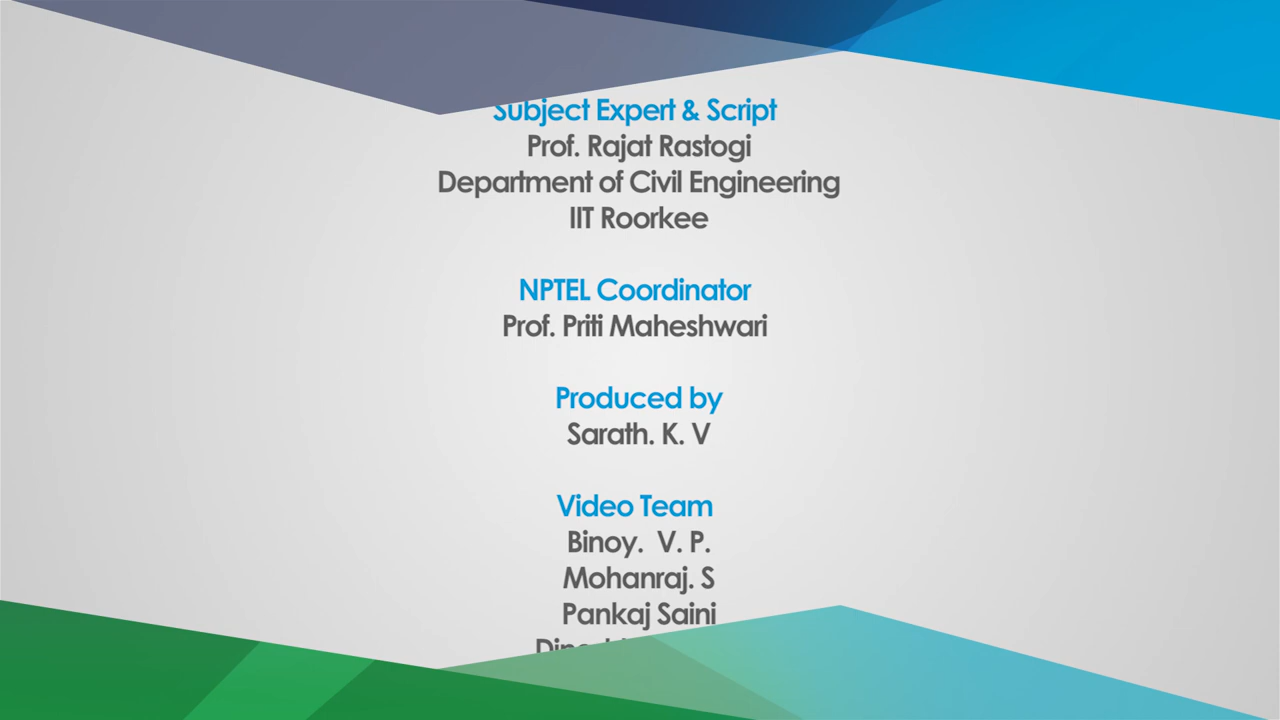 Subject Expert & Script
Prof. Rajat Rastogi
Department of Civil Engineering
IIT Roorkee
NPTEL Coordinator
Prof. Priti Maheshwari
Produced by
Sarath. K. V
Video Team
Binoy. V. P.
Mohanraj. S
Pankaj Saini